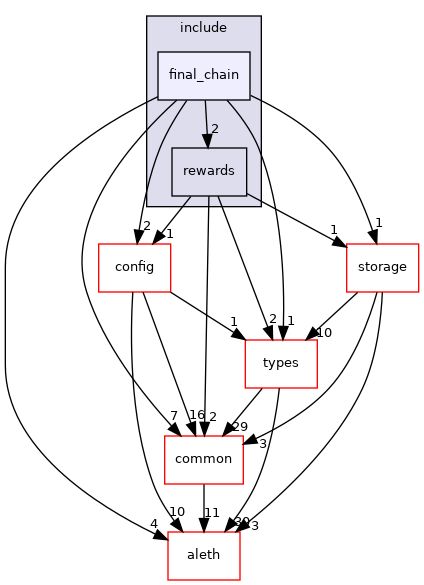 include
final_chain
2
rewards
2
1
1
1
config
storage
1
2
1
10
types
7
16
2
29
3
common
10
11
3
4
aleth